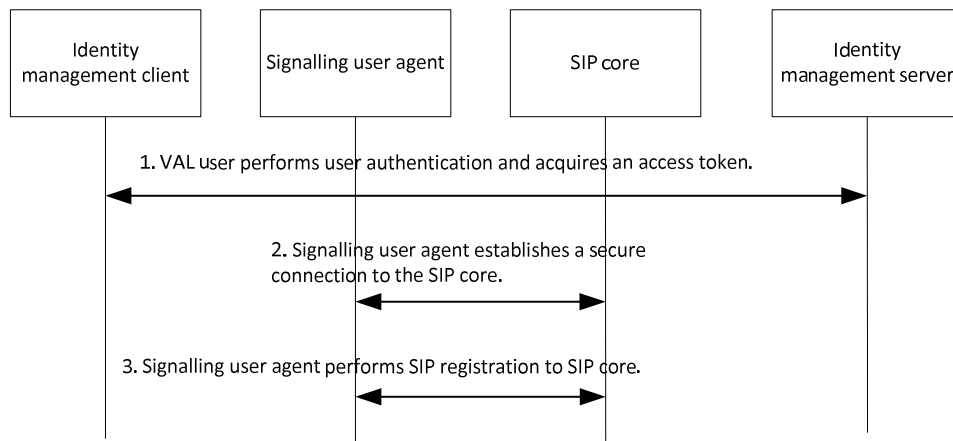 Identity
management client
Signalling user agent
SIP core
Identity
management server
1. VAL user performs user authentication and acquires an access token.
2. Signalling user agent establishes a secure
connection to the SIP core.
3. Signalling user agent performs SIP registration to SIP core.